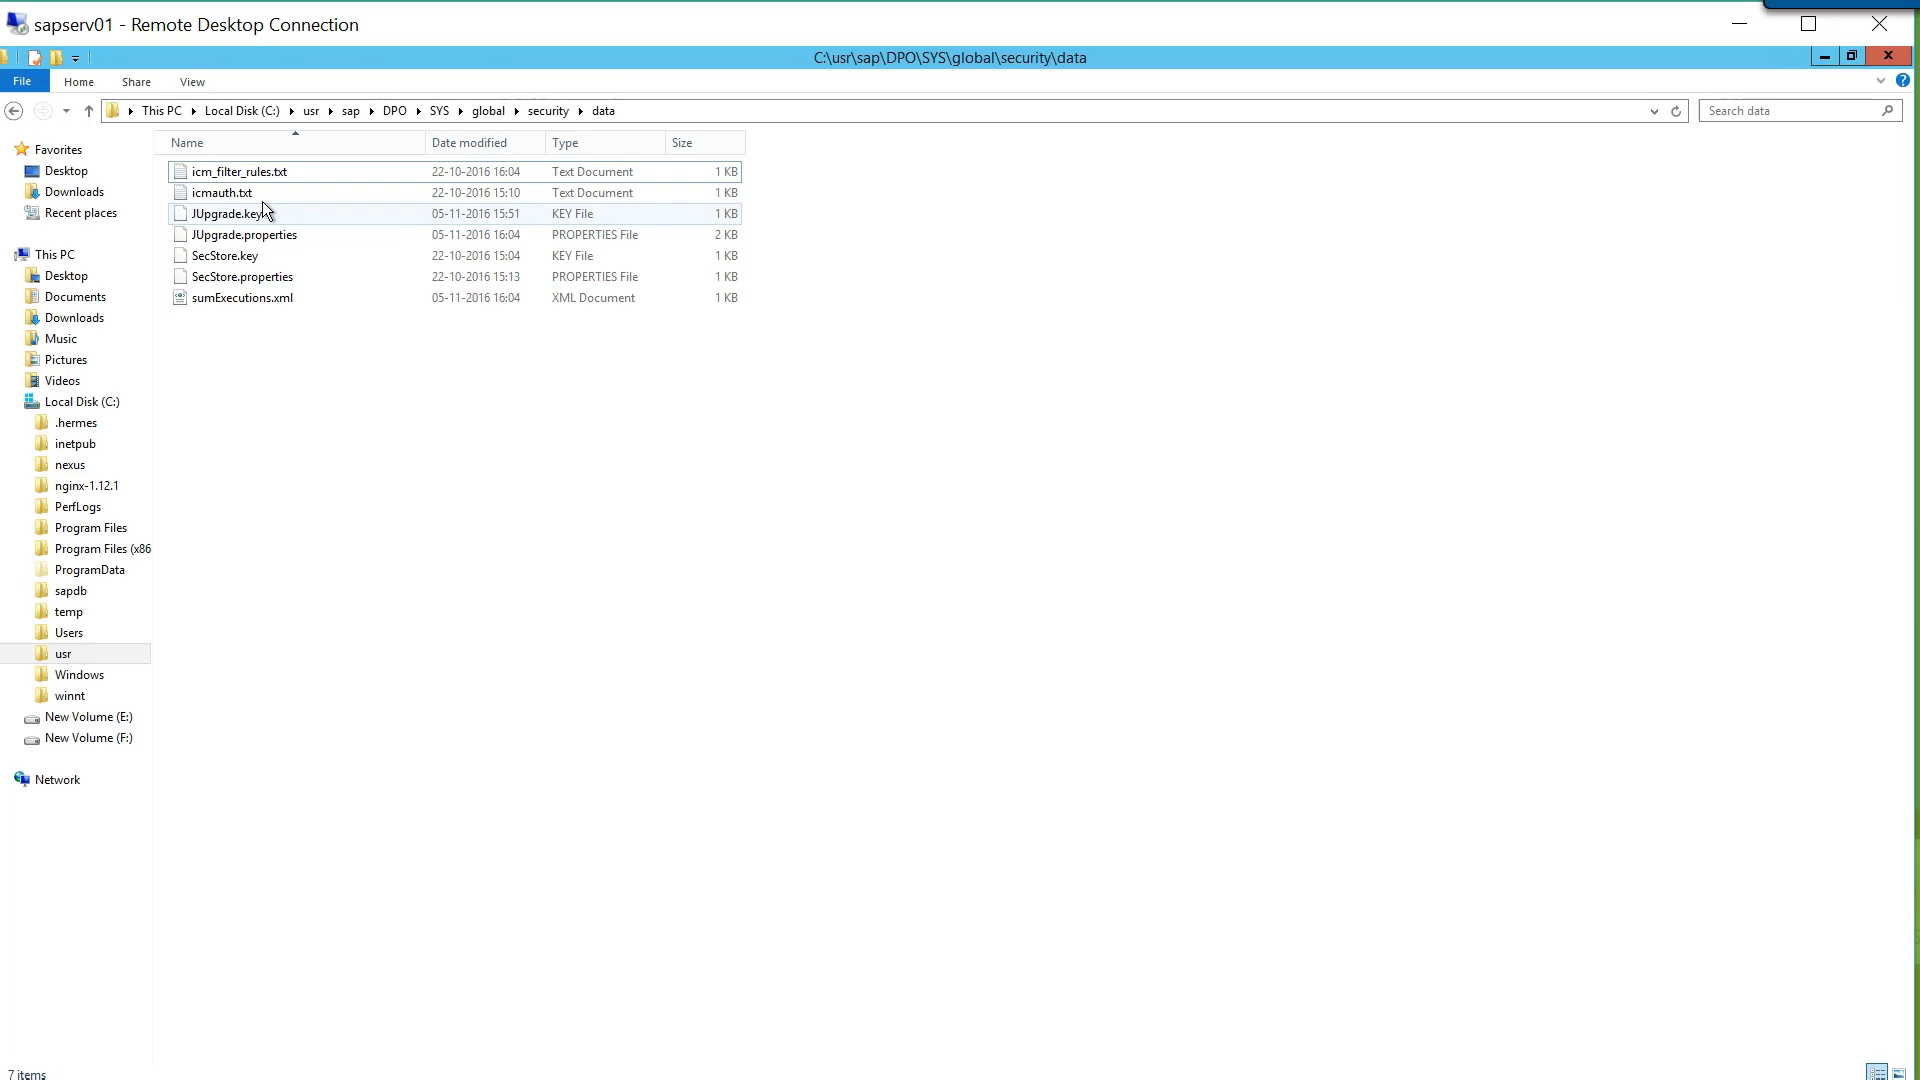 sapserv01 - Remote Desktop Connection
C:\usr\sap\DPO\SYS\global\security\data
File Home Share View
This PC Local Disk (C:) usr sap DPO SYS global security data
Search data
Name Date modified Type Size
icm_filter_rules.txt 22-10-2016 16:04 Text Document 1 KB
icmauth.txt 22-10-2016 15:10 Text Document 1 KB
JUpgrade.key 05-11-2016 15:51 KEY File 1 KB
JUpgrade.properties 05-11-2016 16:04 PROPERTIES File 2 KB
SecStore.key 22-10-2016 15:04 KEY File 1 KB
SecStore.properties 22-10-2016 15:13 PROPERTIES File 1 KB
sumExecutions.xml 05-11-2016 16:04 XML Document 1 KB
Favorites
Desktop
Downloads
Recent places
This PC
Desktop
Documents
Downloads
Music
Pictures
Videos
Local Disk (C:)
.hermes
inetpub
nexus
nginx-1.12.1
PerfLogs
Program Files
Program Files (x86
ProgramData
sapdb
temp
Users
usr
Windows
winnt
New Volume (E:)
New Volume (F:)
Network
7 items